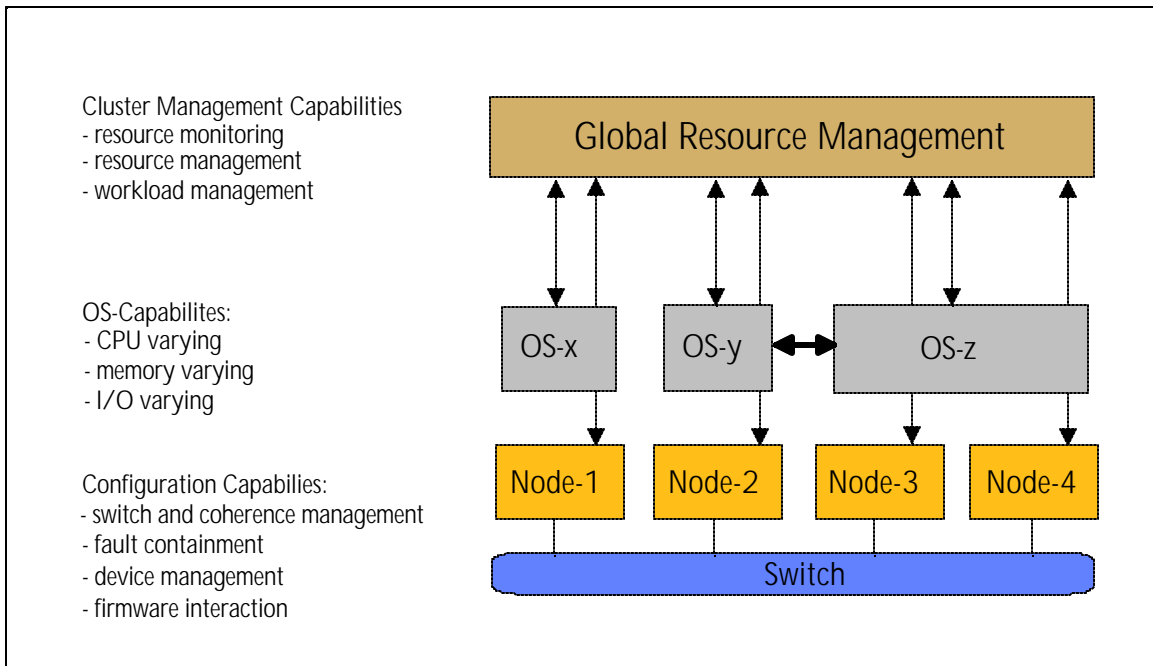 Cluster Management Capabilities
- resource monitoring
- resource management
- workload management
Global Resource Management
OS-Capabilites:
- CPU varying
- memory varying
- I/O varying
OS-x
OS-y
OS-z
Configuration Capabilies:
- switch and coherence management
- fault containment
- device management
- firmware interaction
Node-1
Node-2
Node-3
Node-4
Switch